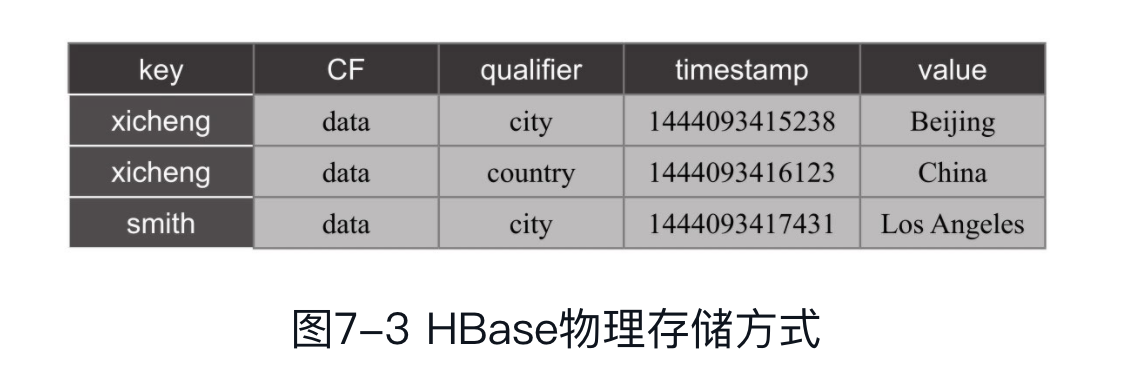 key CF qualifier timestamp value
xicheng data city 1444093415238 Beijing
xicheng data country 1444093416123 China
smith data city 1444093417431 Los Angeles
图7-3 HBase物理存储方式